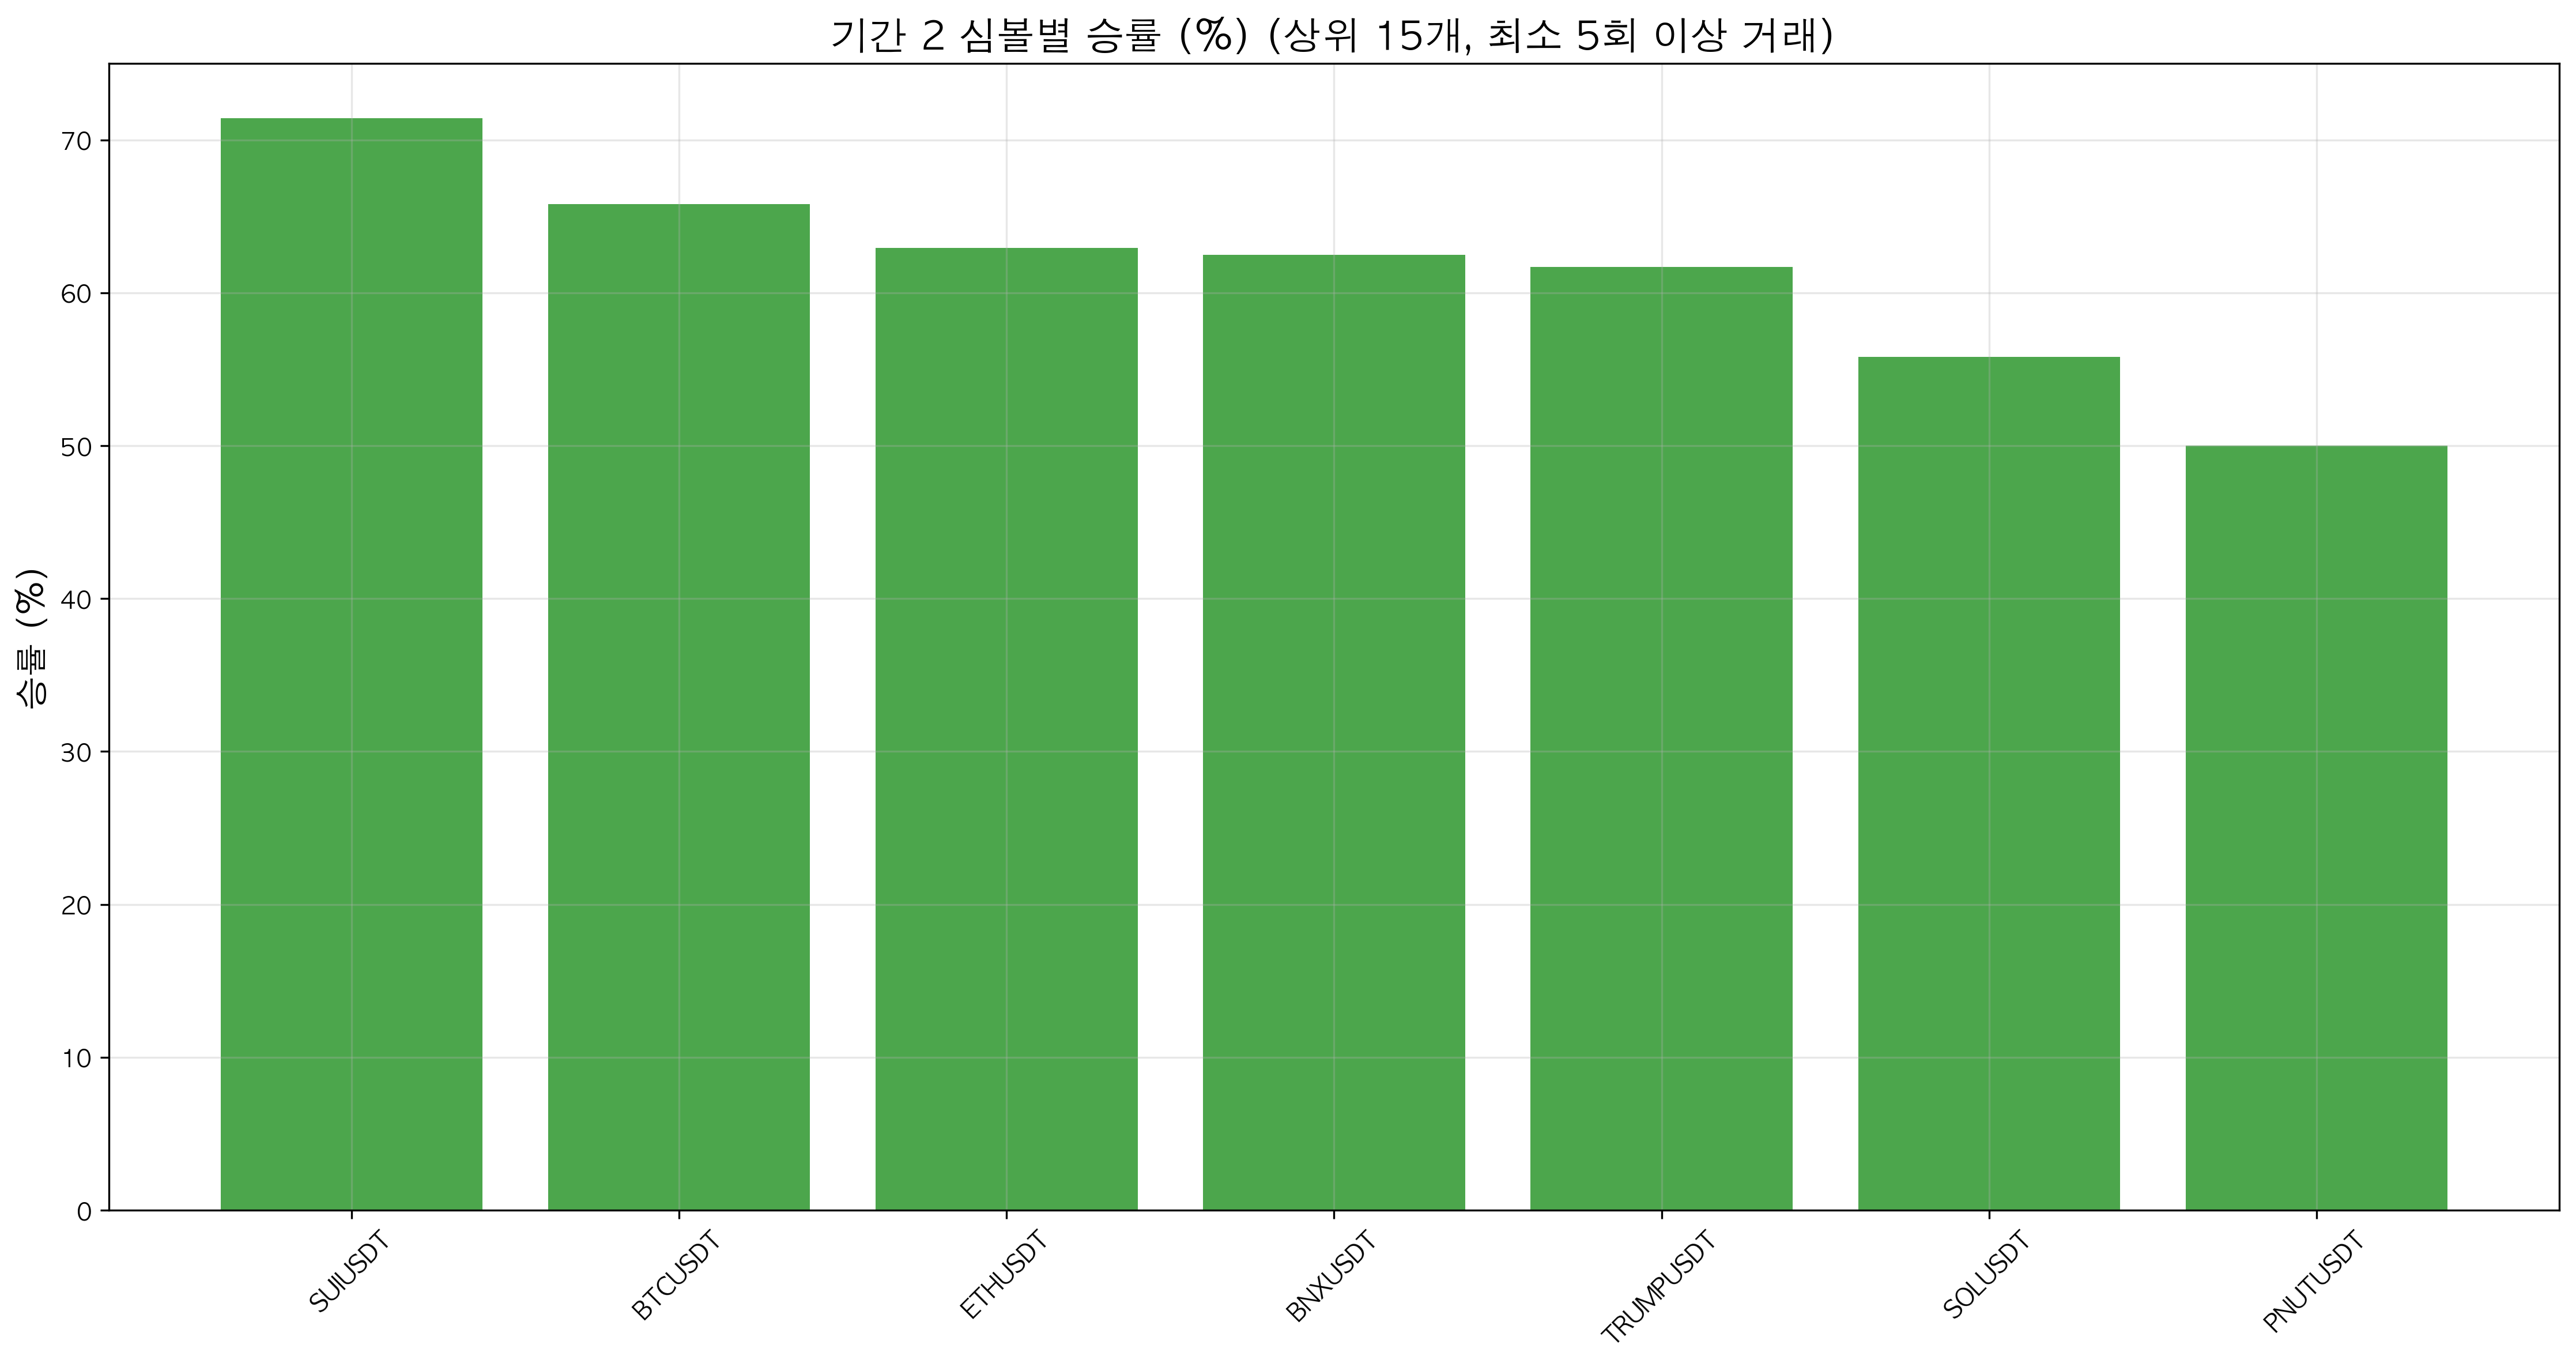 기간 2 심볼별 승률 (%) (상위 15개, 최소 5회 이상 거래)
승률 (%)
70
60
50
40
30
20
10
0
SUIUSDT
BTCUSDT
ETHUSDT
BNXUSDT
TRUMPUSDT
SOLUSDT
PNUTUSDT